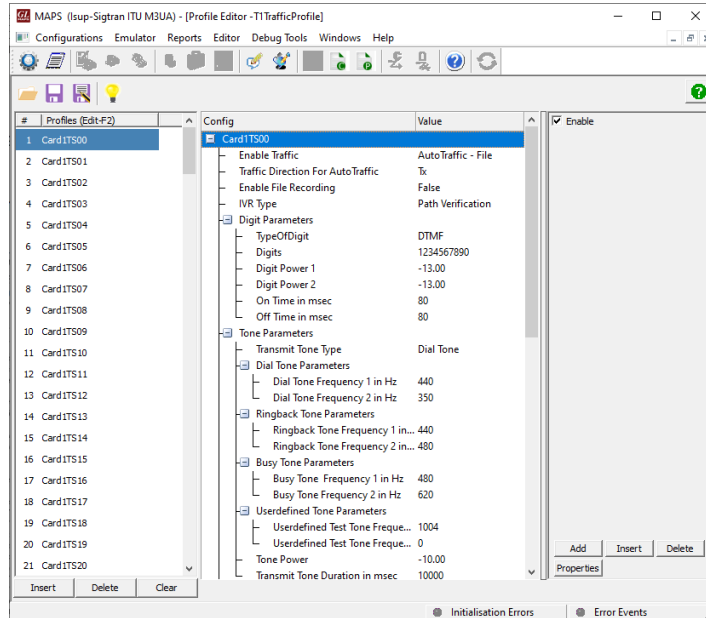 MAPS (Isup-Sigtran ITU M3UA) - [Profile Editor -T1TrafficProfile]
Configurations Emulator Reports Editor Debug Tools Windows Help
# Profiles (Edit-F2)
1 Card1TS00
2 Card1TS01
3 Card1TS02
4 Card1TS03
5 Card1TS04
6 Card1TS05
7 Card1TS06
8 Card1TS07
9 Card1TS08
10 Card1TS09
11 Card1TS10
12 Card1TS11
13 Card1TS12
14 Card1TS13
15 Card1TS14
16 Card1TS15
17 Card1TS16
18 Card1TS17
19 Card1TS18
20 Card1TS19
21 Card1TS20
Insert Delete Clear
Config Value
Card1TS00
Enable Traffic AutoTraffic - File
Traffic Direction For AutoTraffic Tx
Enable File Recording False
IVR Type Path Verification
Digit Parameters
TypeOfDigit DTMF
Digits 1234567890
Digit Power 1 -13.00
Digit Power 2 -13.00
On Time in msec 80
Off Time in msec 80
Tone Parameters
Transmit Tone Type Dial Tone
Dial Tone Parameters
Dial Tone Frequency 1 in Hz 440
Dial Tone Frequency 2 in Hz 350
Ringback Tone Parameters
Ringback Tone Frequency 1 in... 440
Ringback Tone Frequency 2 in... 480
Busy Tone Parameters
Busy Tone Frequency 1 in Hz 480
Busy Tone Frequency 2 in Hz 620
Userdefined Tone Parameters
Userdefined Test Tone Freque... 1004
Userdefined Test Tone Freque... 0
Tone Power -10.00
Transmit Tone Duration in msec 10000
Enable
Add Insert Delete
Properties
Initialisation Errors Error Events